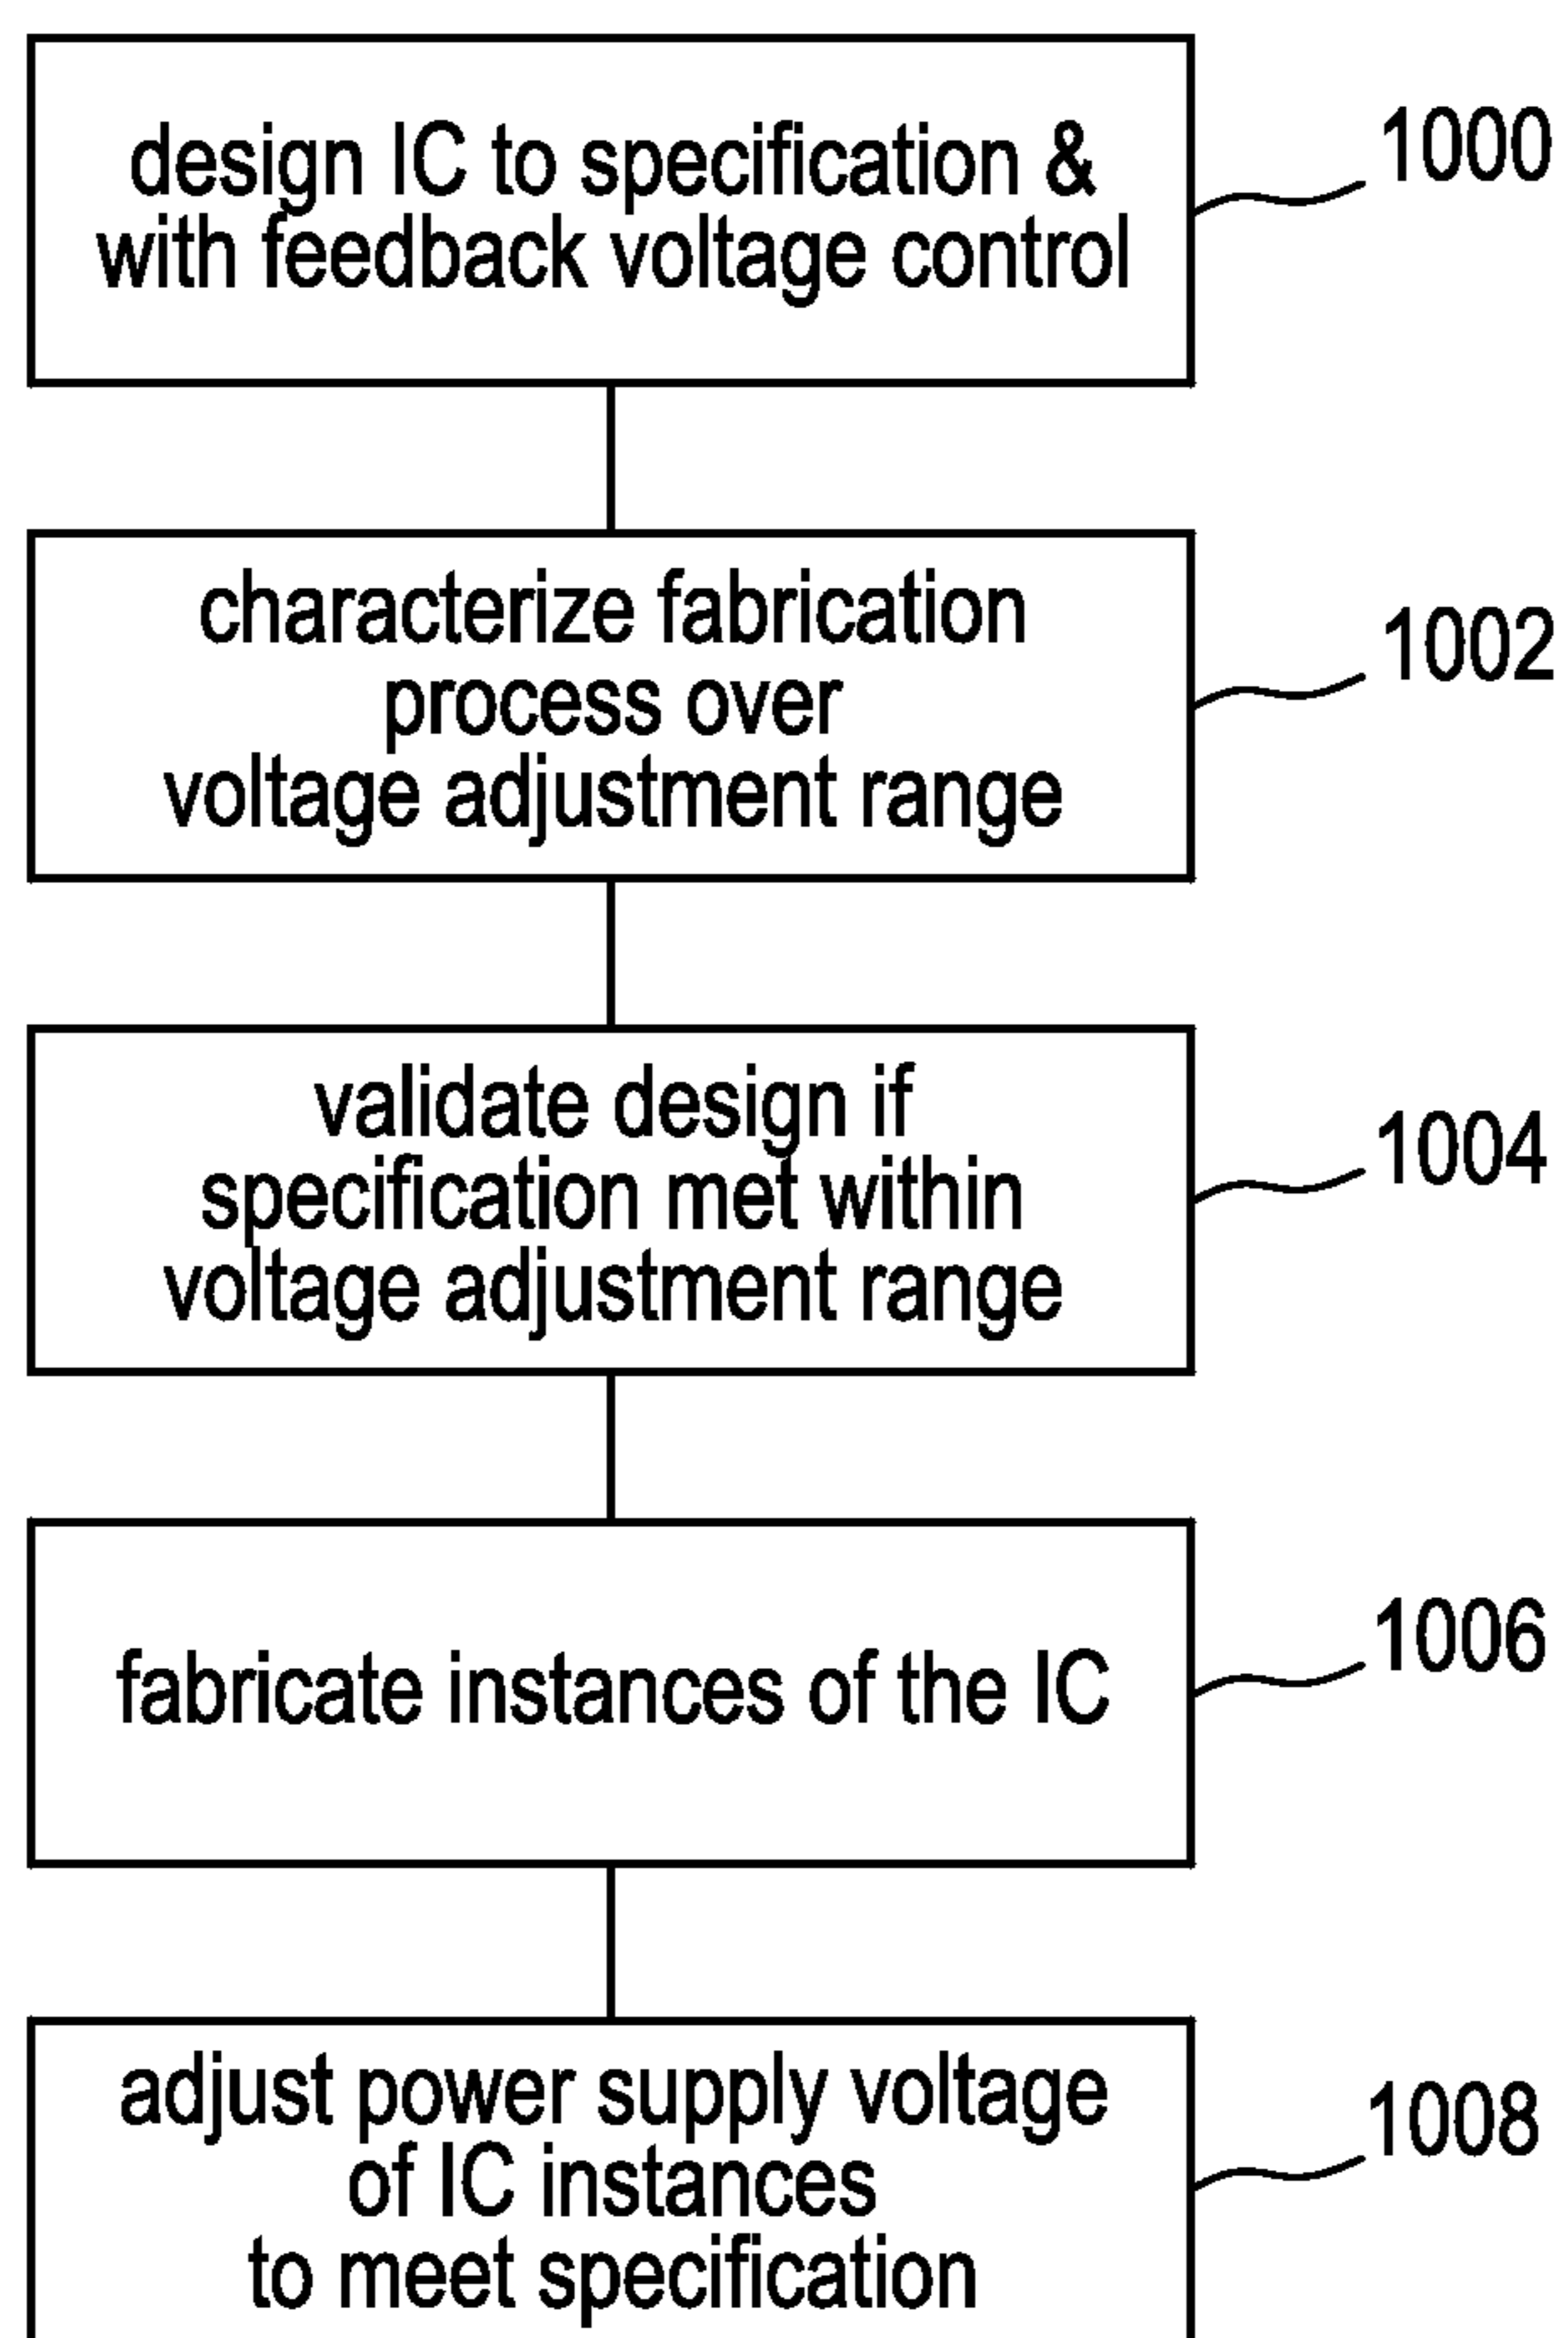 design IC to specification &
with feedback voltage control
1000
characterize fabrication
process over
voltage adjustment range
1002
validate design if
specification met within
voltage adjustment range
1004
fabricate instances of the IC
1006
adjust power supply voltage
of IC instances
to meet specification
1008